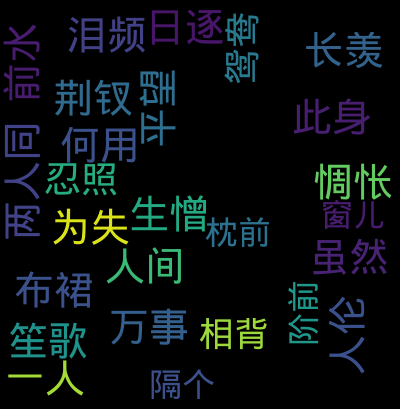 泪频
日逐
鸳鸯
长羡
前水
荆钗
平望
此身
何用
两人同
忍照
惆怅
为失
生憎
枕前
窗儿
虽然
人间
布裙
万事
阶前
人伦
笙歌
相背
一人
隔个